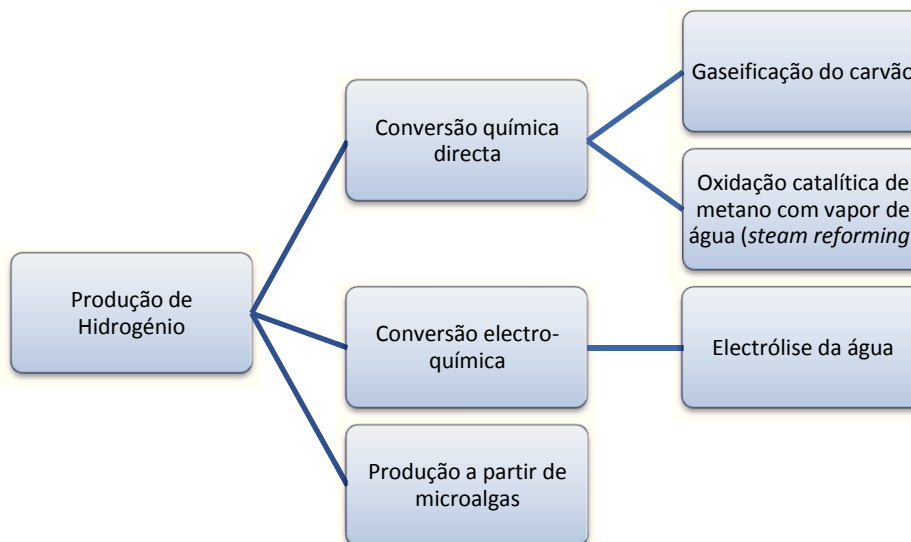 Produção de
Hidrogénio
Conversão química
directa
Gaseificação do carvão
Oxidação catalítica de
metano com vapor de
água (steam reforming
Conversão electro-
química
Electrólise da água
Produção a partir de
microalgas